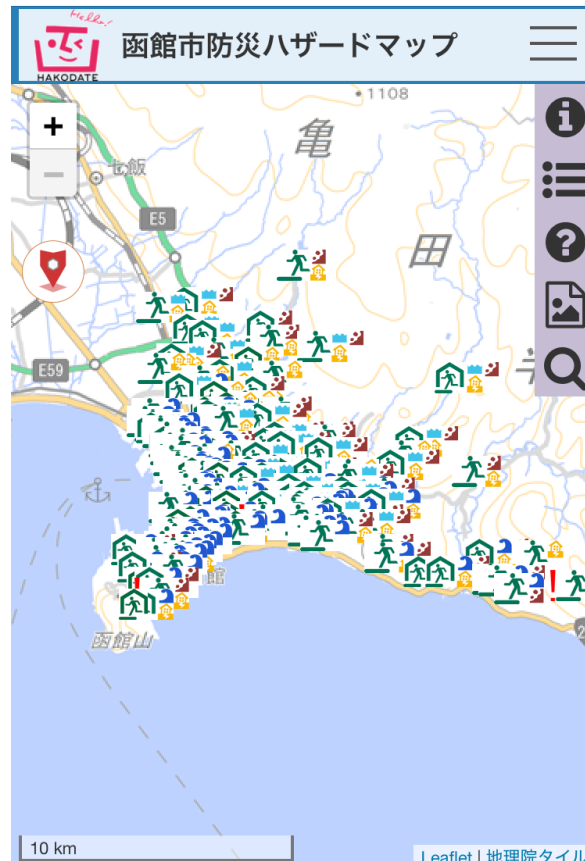 Hello!
HAKODATE
函館市防災ハザードマップ
1108
+
−
亀
七飯
E5
田
E59
館
函館山
10 km
Leaflet | 地理院タイル